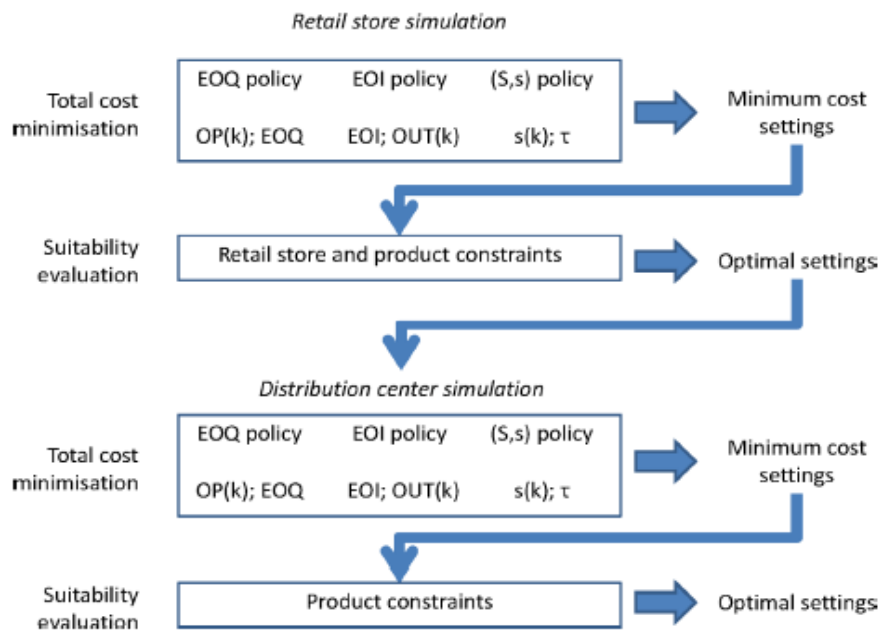 Retail store simulation
Total cost
minimisation
EOQ policy EOI policy (S,s) policy
OP(k); EOQ EOI; OUT(k) s(k); τ
Minimum cost
settings
Suitability
evaluation
Retail store and product constraints
Optimal settings
Distribution center simulation
Total cost
minimisation
EOQ policy EOI policy (S,s) policy
OP(k); EOQ EOI; OUT(k) s(k); τ
Minimum cost
settings
Suitability
evaluation
Product constraints
Optimal settings